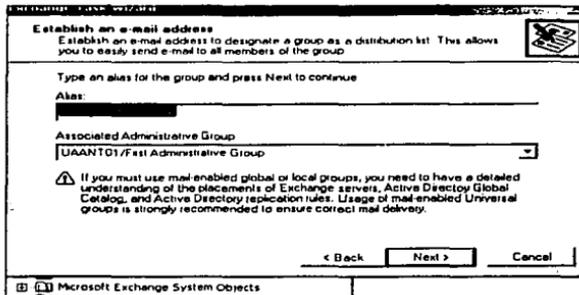 Exchange Task Wizard
Establish an e-mail address
Establish an e-mail address to designate a group as a distribution list. This allows
you to easily send e-mail to all members of the group
Type an alias for the group and press Next to continue
Alias:
Associated Administrative Group
UAANT01/First Administrative Group
If you must use mail-enabled global or local groups, you need to have a detailed
understanding of the placements of Exchange servers, Active Directoy Global
Catalog, and Active Directory replication rules. Usage of mail-enabled Universal
groups is strongly recommended to ensure correct mail delivery.
< Back Next > Cancel
Microsoft Exchange System Objects